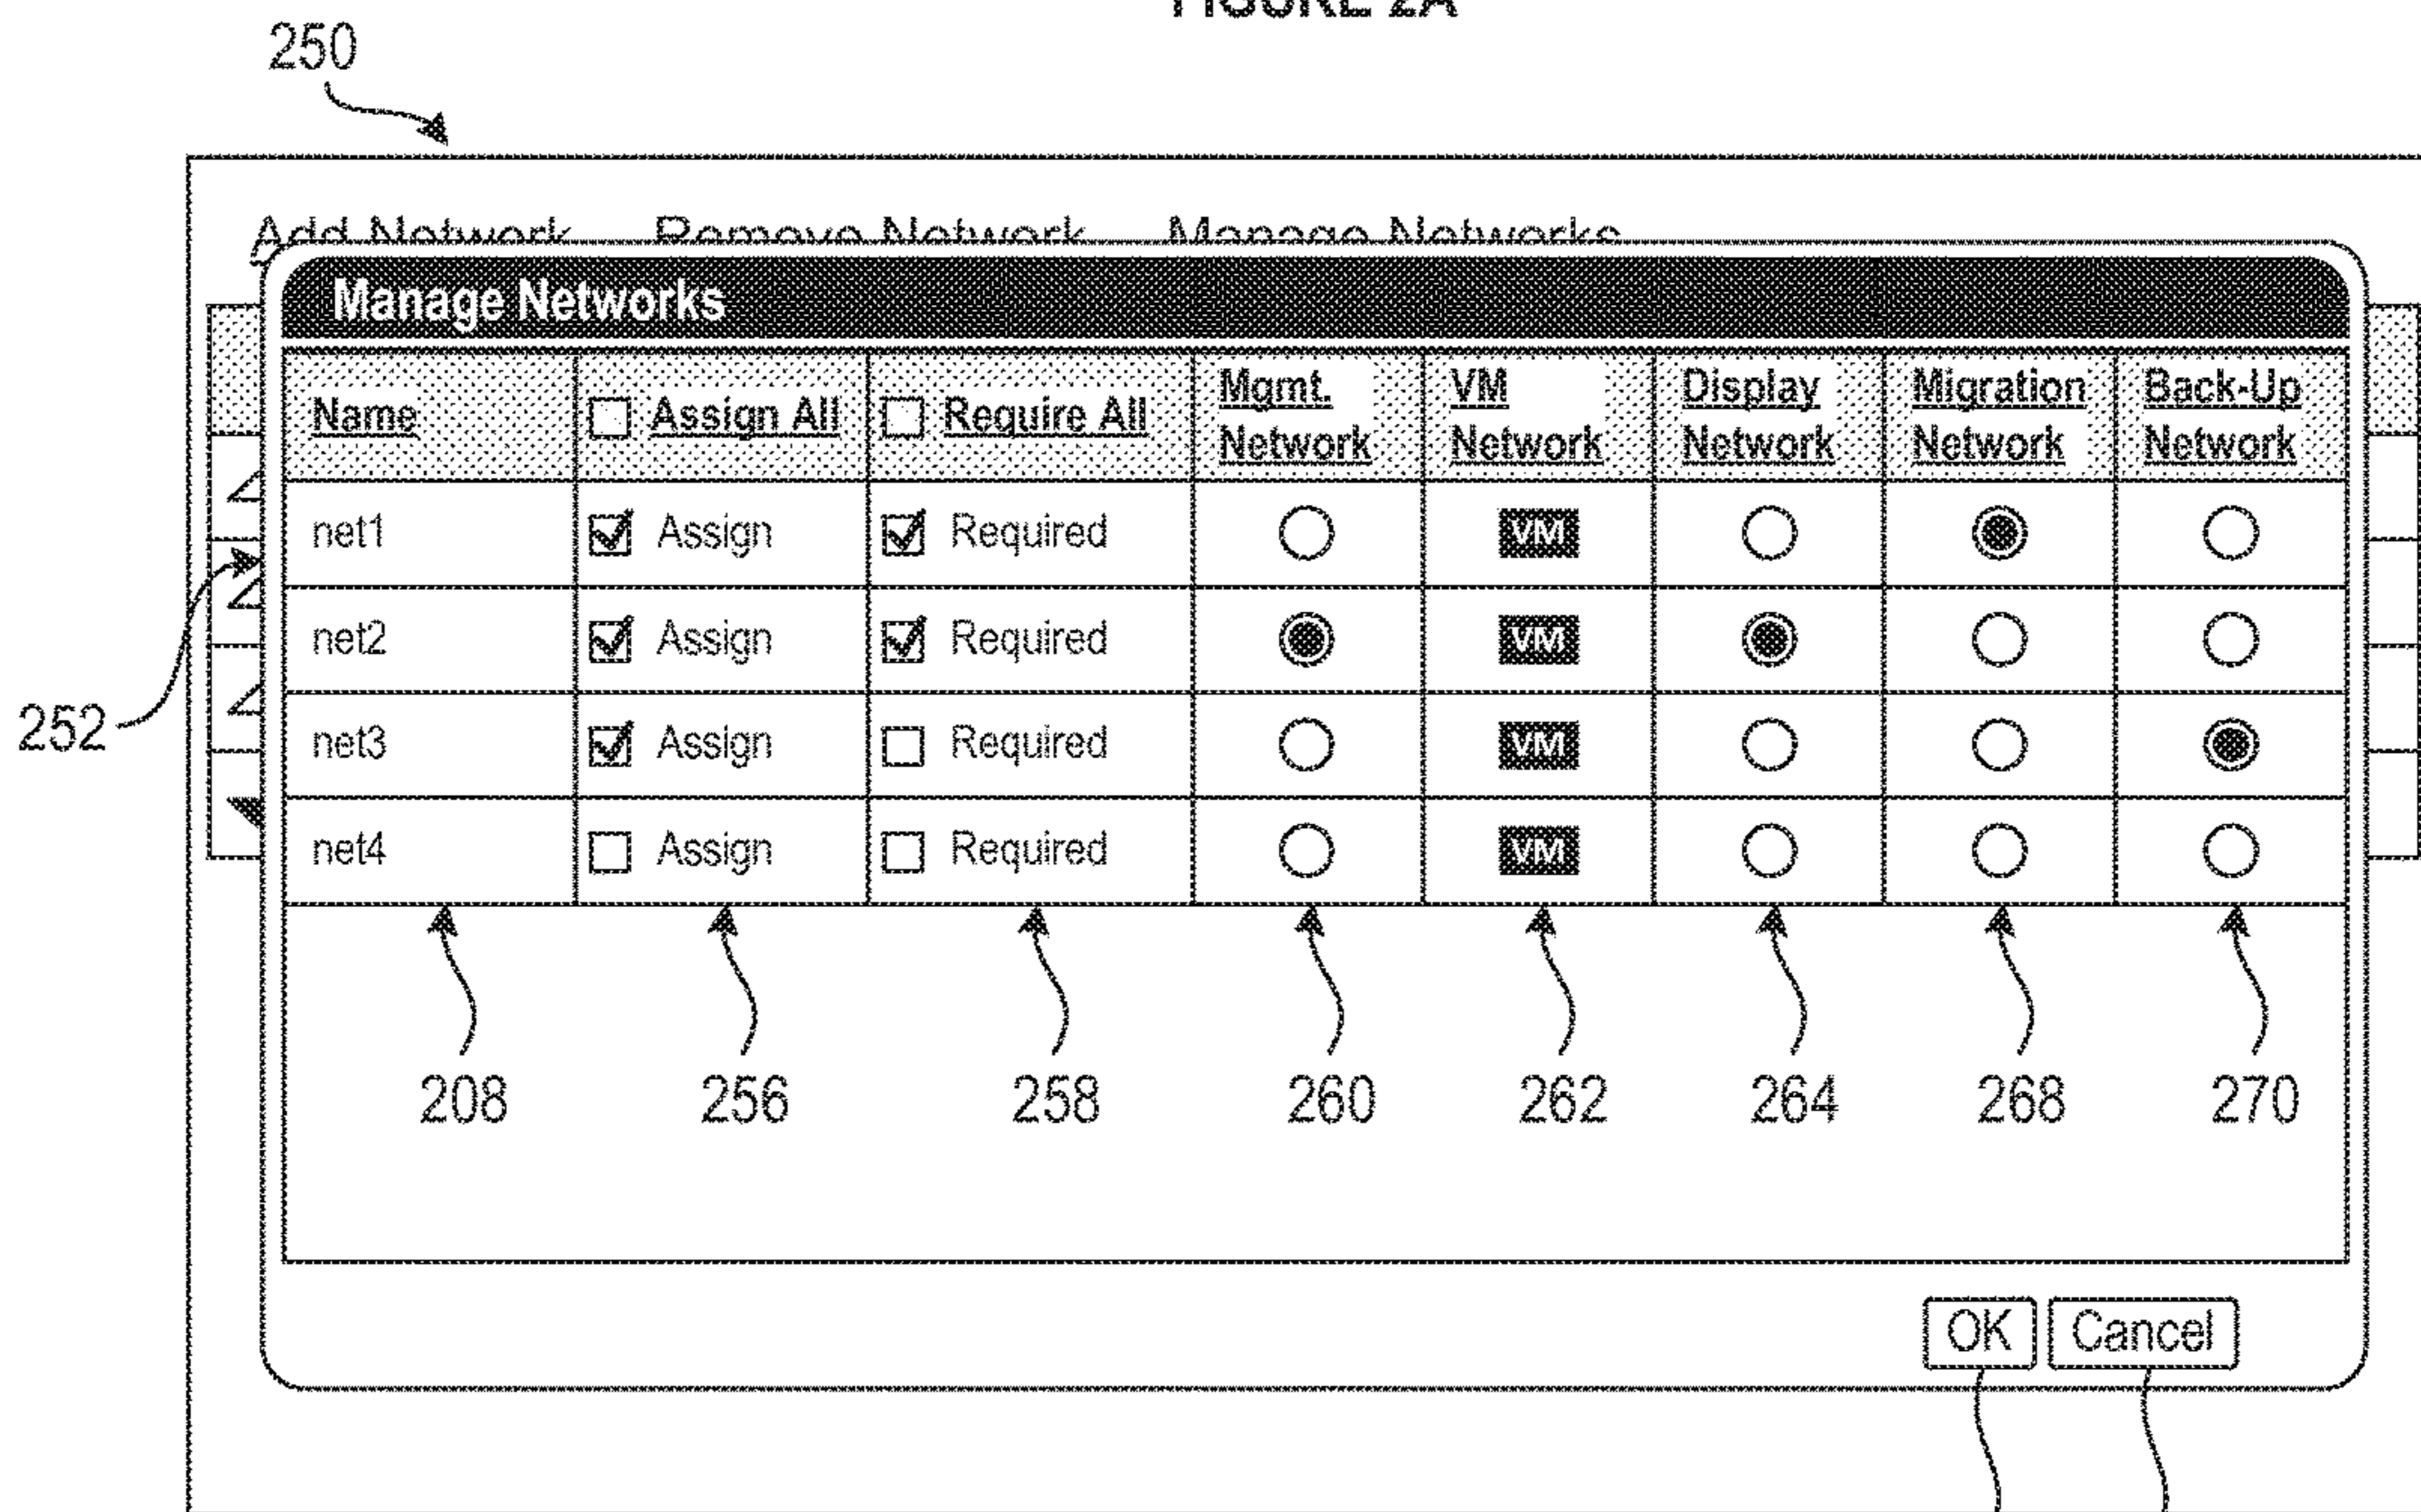 FIGURE 2A
250
Add Network Remove Network Manage Networks
Manage Networks
Name Assign All Require All Mgmt. Network VM Network Display Network Migration Network Back-Up Network
net1 Assign Required VM
net2 Assign Required VM
net3 Assign Required VM
net4 Assign Required VM
252
208 256 258 260 262 264 268 270
OK Cancel